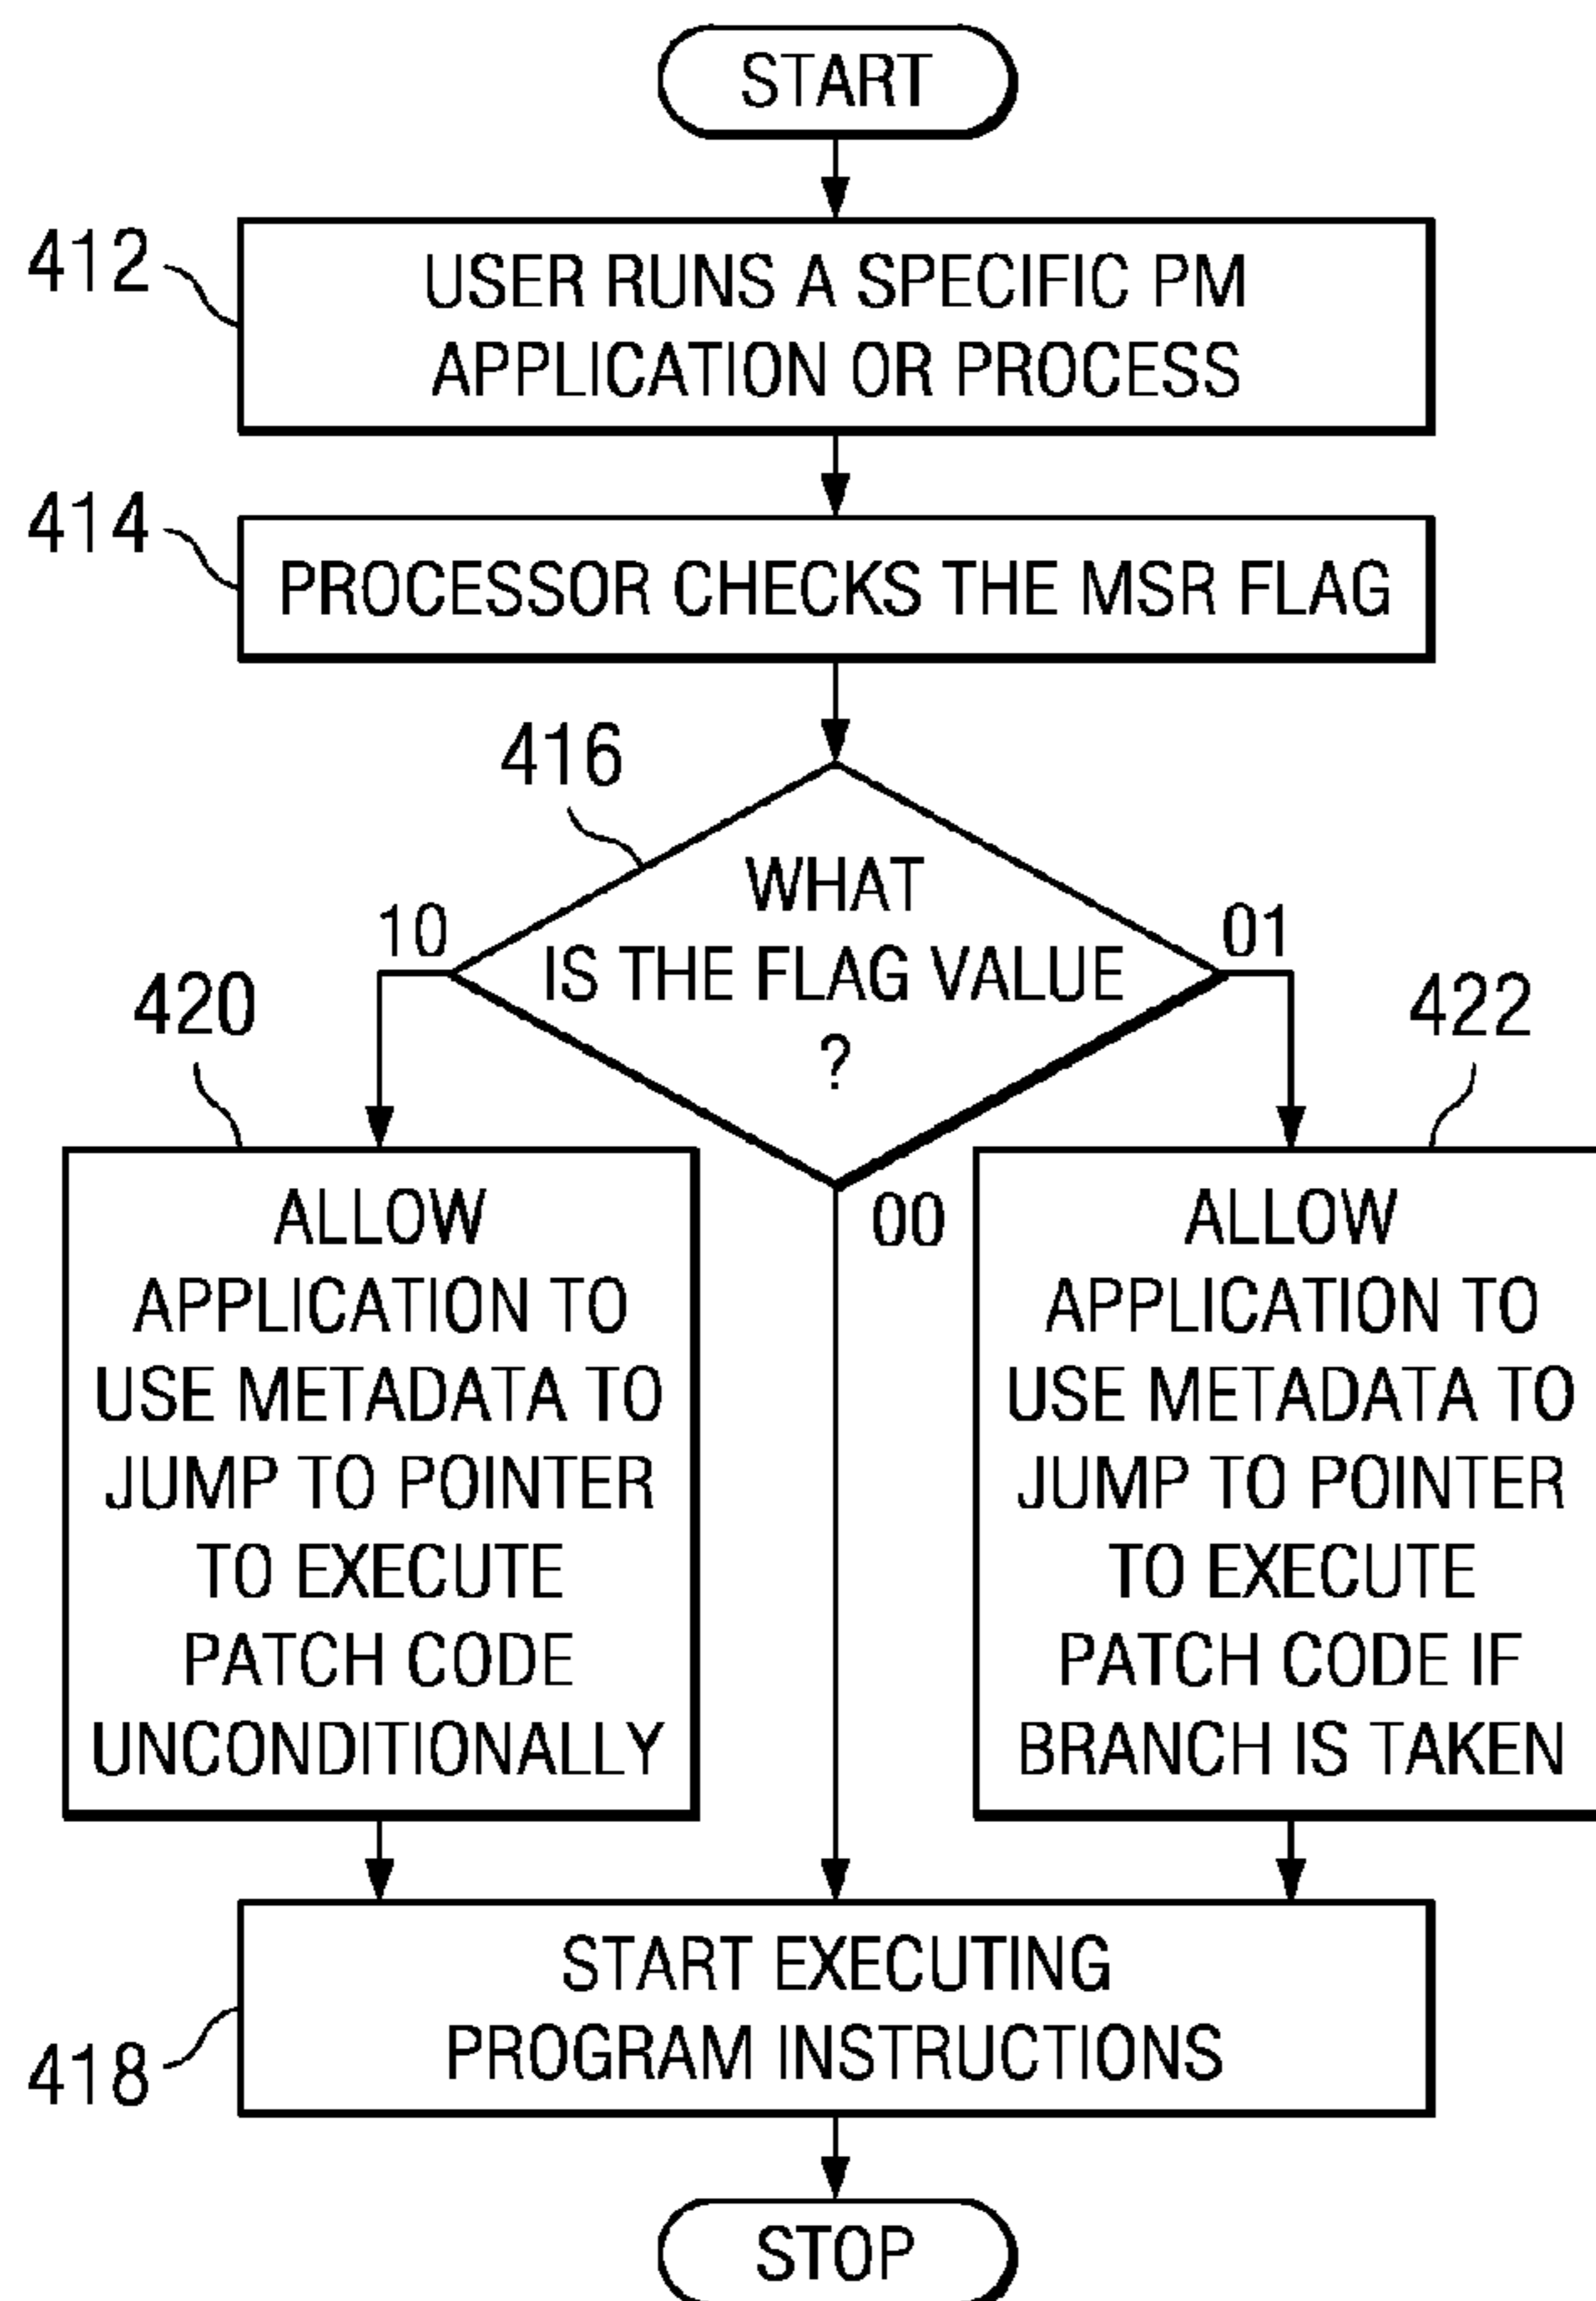 START
412
USER RUNS A SPECIFIC PM
APPLICATION OR PROCESS
414
PROCESSOR CHECKS THE MSR FLAG
416
WHAT
IS THE FLAG VALUE
?
10
01
00
420
ALLOW
APPLICATION TO
USE METADATA TO
JUMP TO POINTER
TO EXECUTE
PATCH CODE
UNCONDITIONALLY
422
ALLOW
APPLICATION TO
USE METADATA TO
JUMP TO POINTER
TO EXECUTE
PATCH CODE IF
BRANCH IS TAKEN
418
START EXECUTING
PROGRAM INSTRUCTIONS
STOP